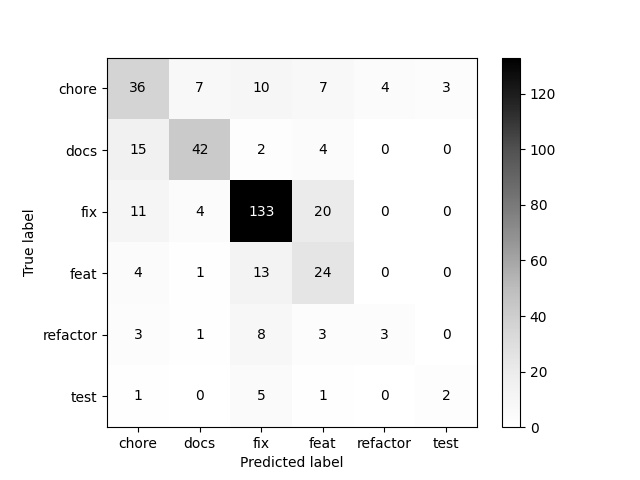 chore 36 7 10 7 4 3
docs 15 42 2 4 0 0
fix 11 4 133 20 0 0
feat 4 1 13 24 0 0
refactor 3 1 8 3 3 0
test 1 0 5 1 0 2
chore docs fix feat refactor test
Predicted label
True label
120
100
80
60
40
20
0